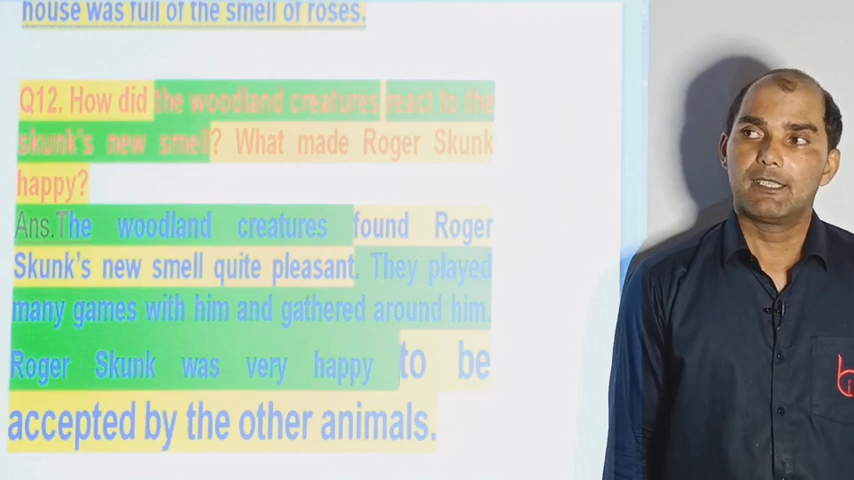 house was full of the smell of roses.
Q12. How did the woodland creatures react to the
skunk's new smell? What made Roger Skunk
happy?
Ans.The woodland creatures found Roger
Skunk's new smell quite pleasant. They played
many games with him and gathered around him.
Roger Skunk was very happy to be
accepted by the other animals.